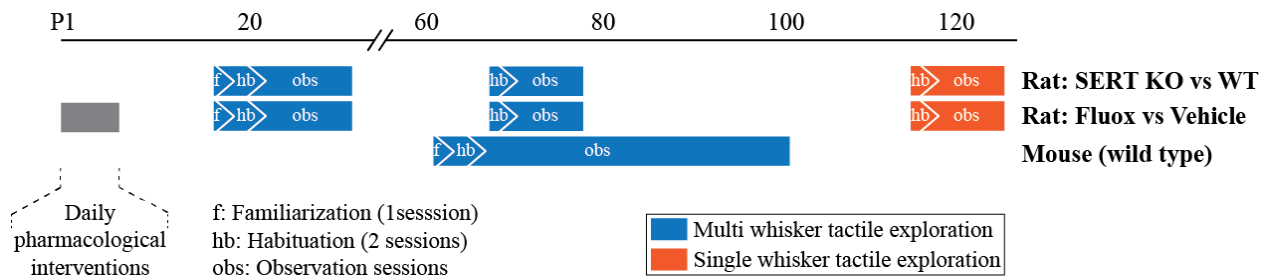 P1 20 60 80 100 120
f hb obs hb obs hb obs Rat: SERT KO vs WT
f hb obs hb obs hb obs Rat: Fluox vs Vehicle
f hb obs Mouse (wild type)
Daily
pharmacological
interventions
f: Familiarization (1sesssion)
hb: Habituation (2 sessions)
obs: Observation sessions
Multi whisker tactile exploration
Single whisker tactile exploration